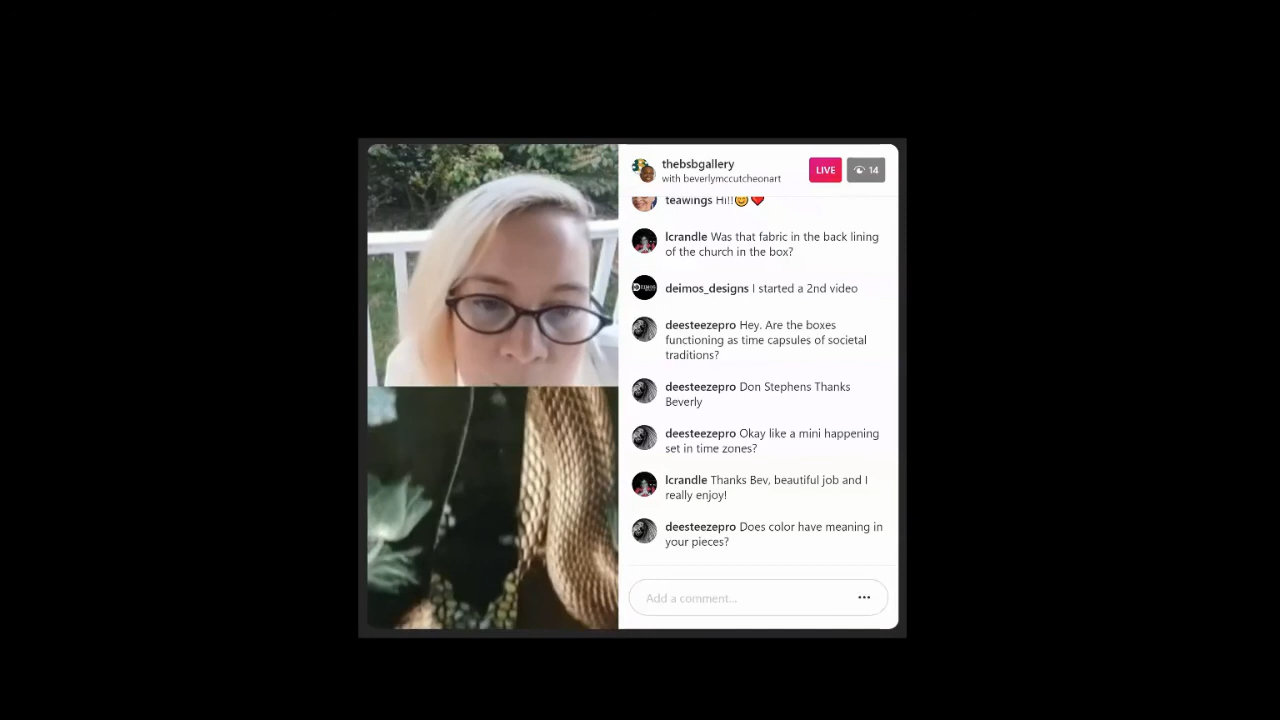 thebsbgallery
with beverlymccutcheonart
LIVE
14
teawings Hi!!😊❤️
lcrandle Was that fabric in the back lining
of the church in the box?
deimos_designs I started a 2nd video
deesteezepro Hey. Are the boxes
functioning as time capsules of societal
traditions?
deesteezepro Don Stephens Thanks
Beverly
deesteezepro Okay like a mini happening
set in time zones?
lcrandle Thanks Bev, beautiful job and I
really enjoy!
deesteezepro Does color have meaning in
your pieces?
Add a comment...